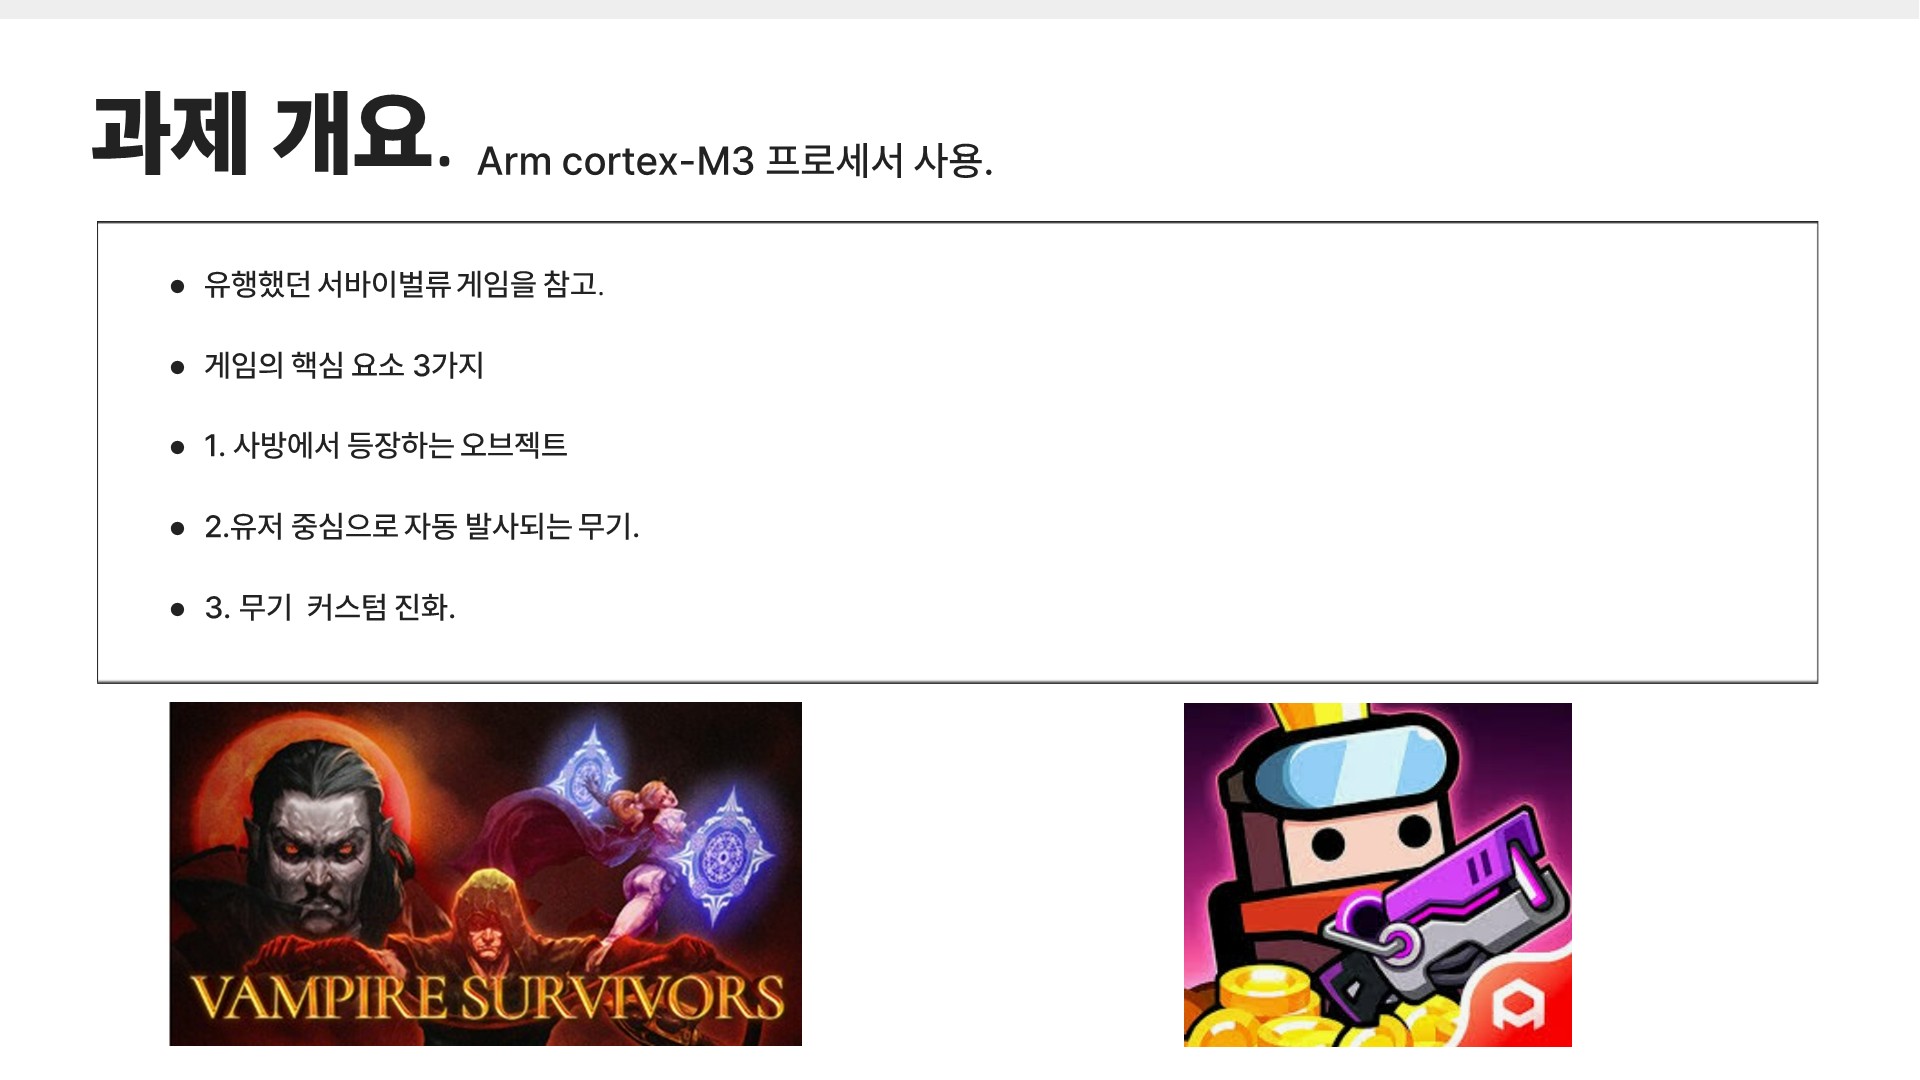 과제 개요. Arm cortex-M3 프로세서 사용.
● 유행했던 서바이벌류 게임을 참고.
● 게임의 핵심 요소 3가지
● 1. 사방에서 등장하는 오브젝트
● 2.유저 중심으로 자동 발사되는 무기.
● 3. 무기  커스텀 진화.
VAMPIRE SURVIVORS